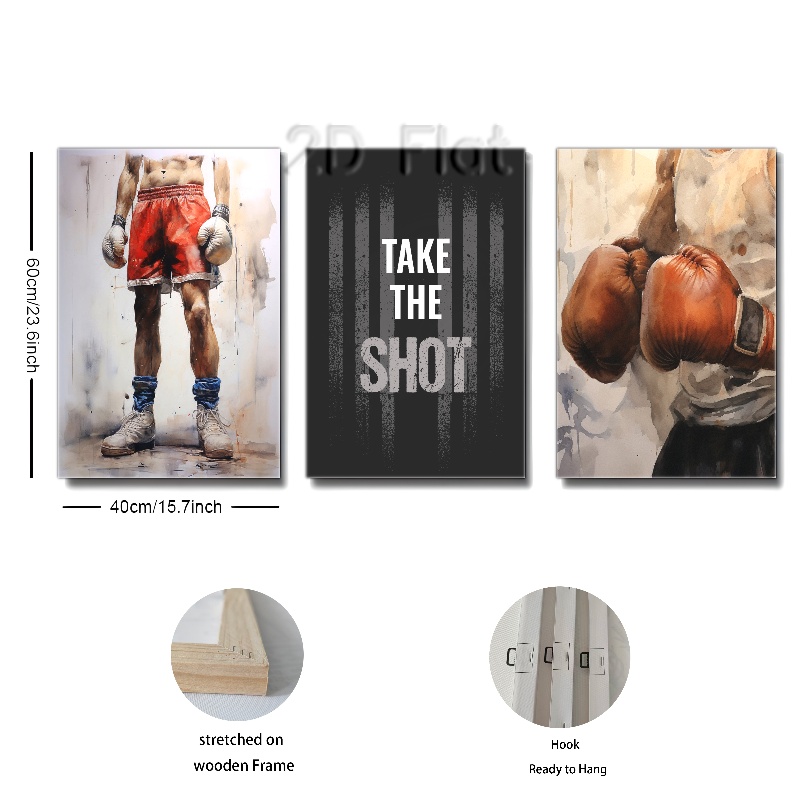 2D Flat
60cm/23.6inch
TAKE
THE
SHOT
40cm/15.7inch
stretched on
wooden Frame
Hook
Ready to Hang